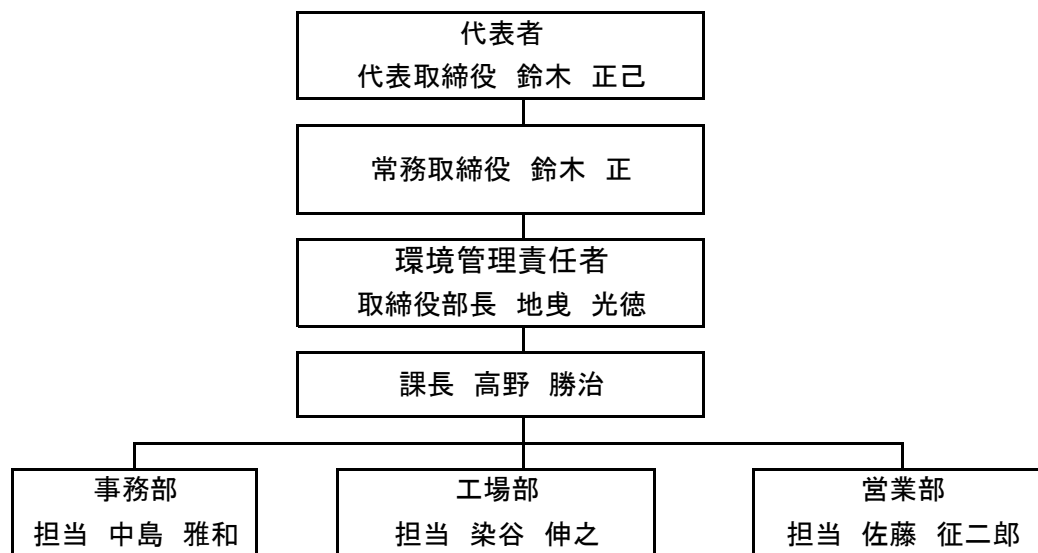 代表者
代表取締役 鈴木 正己
常務取締役 鈴木 正
環境管理責任者
取締役部長 地曵 光徳
課長 高野 勝治
事務部
担当 中島 雅和
工場部
担当 染谷 伸之
営業部
担当 佐藤 征二郎